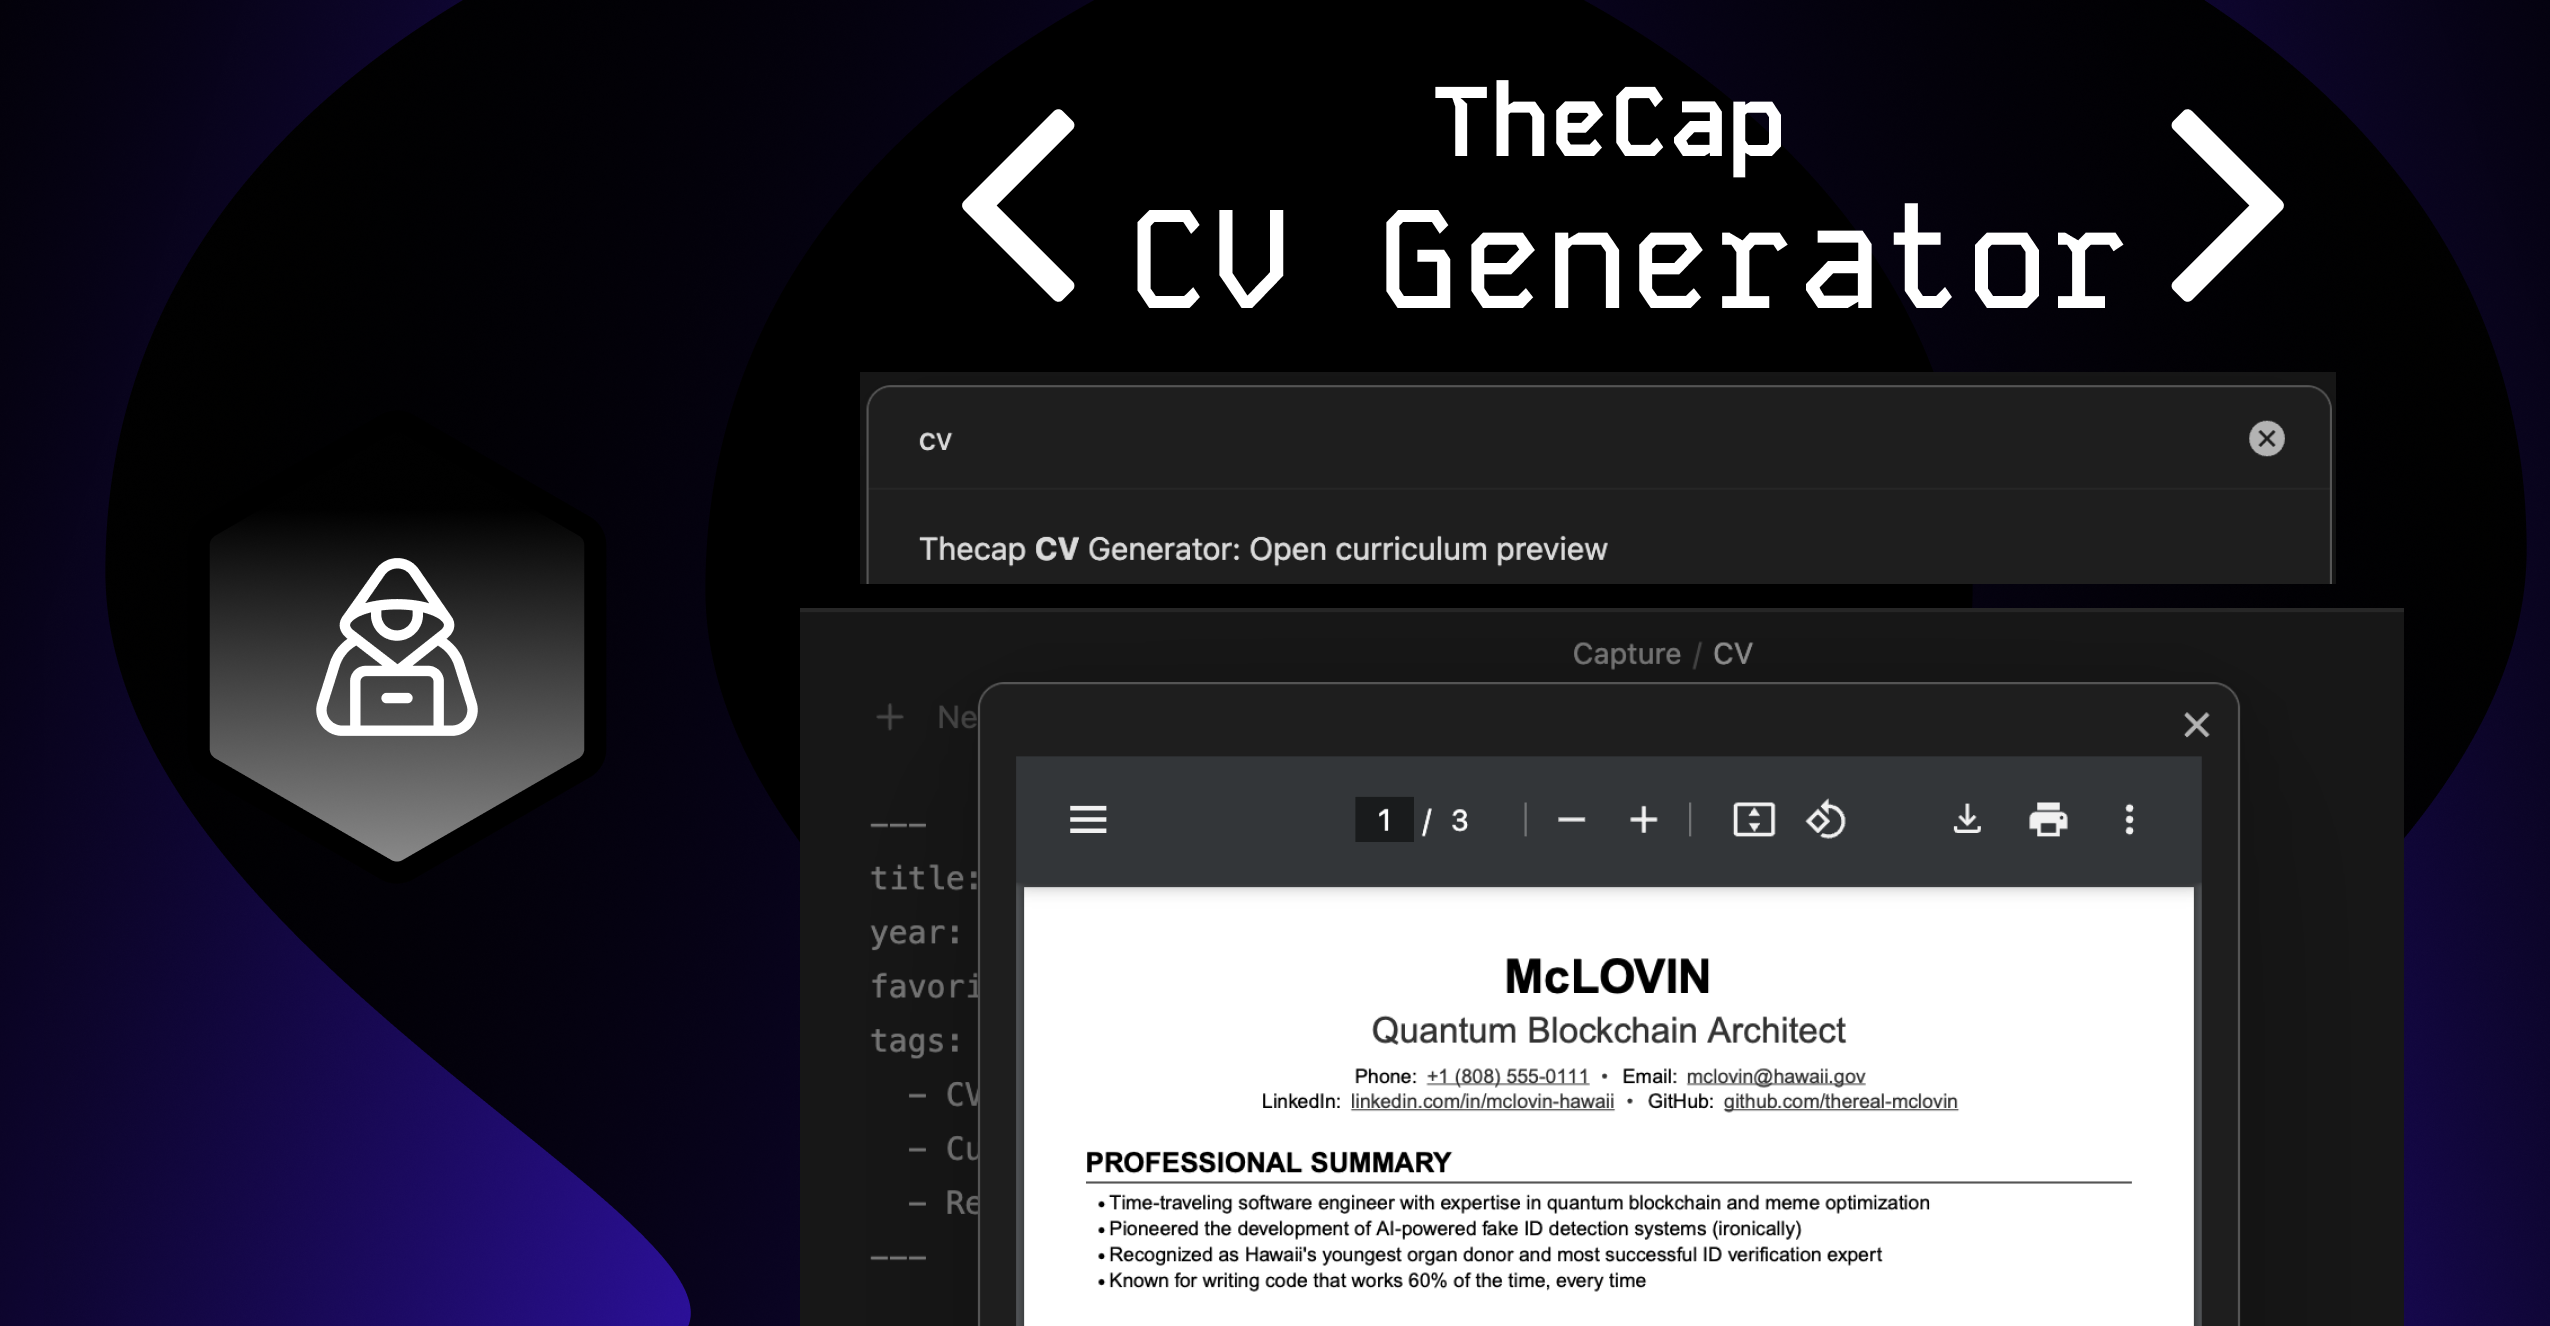 TheCap
CV Generator
cv
Thecap CV Generator: Open curriculum preview
Capture / CV
+ Ne
---
title:
year:
favori
tags:
- CV
- Cu
- Re
---
1 / 3
McLOVIN
Quantum Blockchain Architect
Phone: +1 (808) 555-0111 • Email: mclovin@hawaii.gov
LinkedIn: linkedin.com/in/mclovin-hawaii • GitHub: github.com/thereal-mclovin
PROFESSIONAL SUMMARY
• Time-traveling software engineer with expertise in quantum blockchain and meme optimization
• Pioneered the development of AI-powered fake ID detection systems (ironically)
• Recognized as Hawaii's youngest organ donor and most successful ID verification expert
• Known for writing code that works 60% of the time, every time